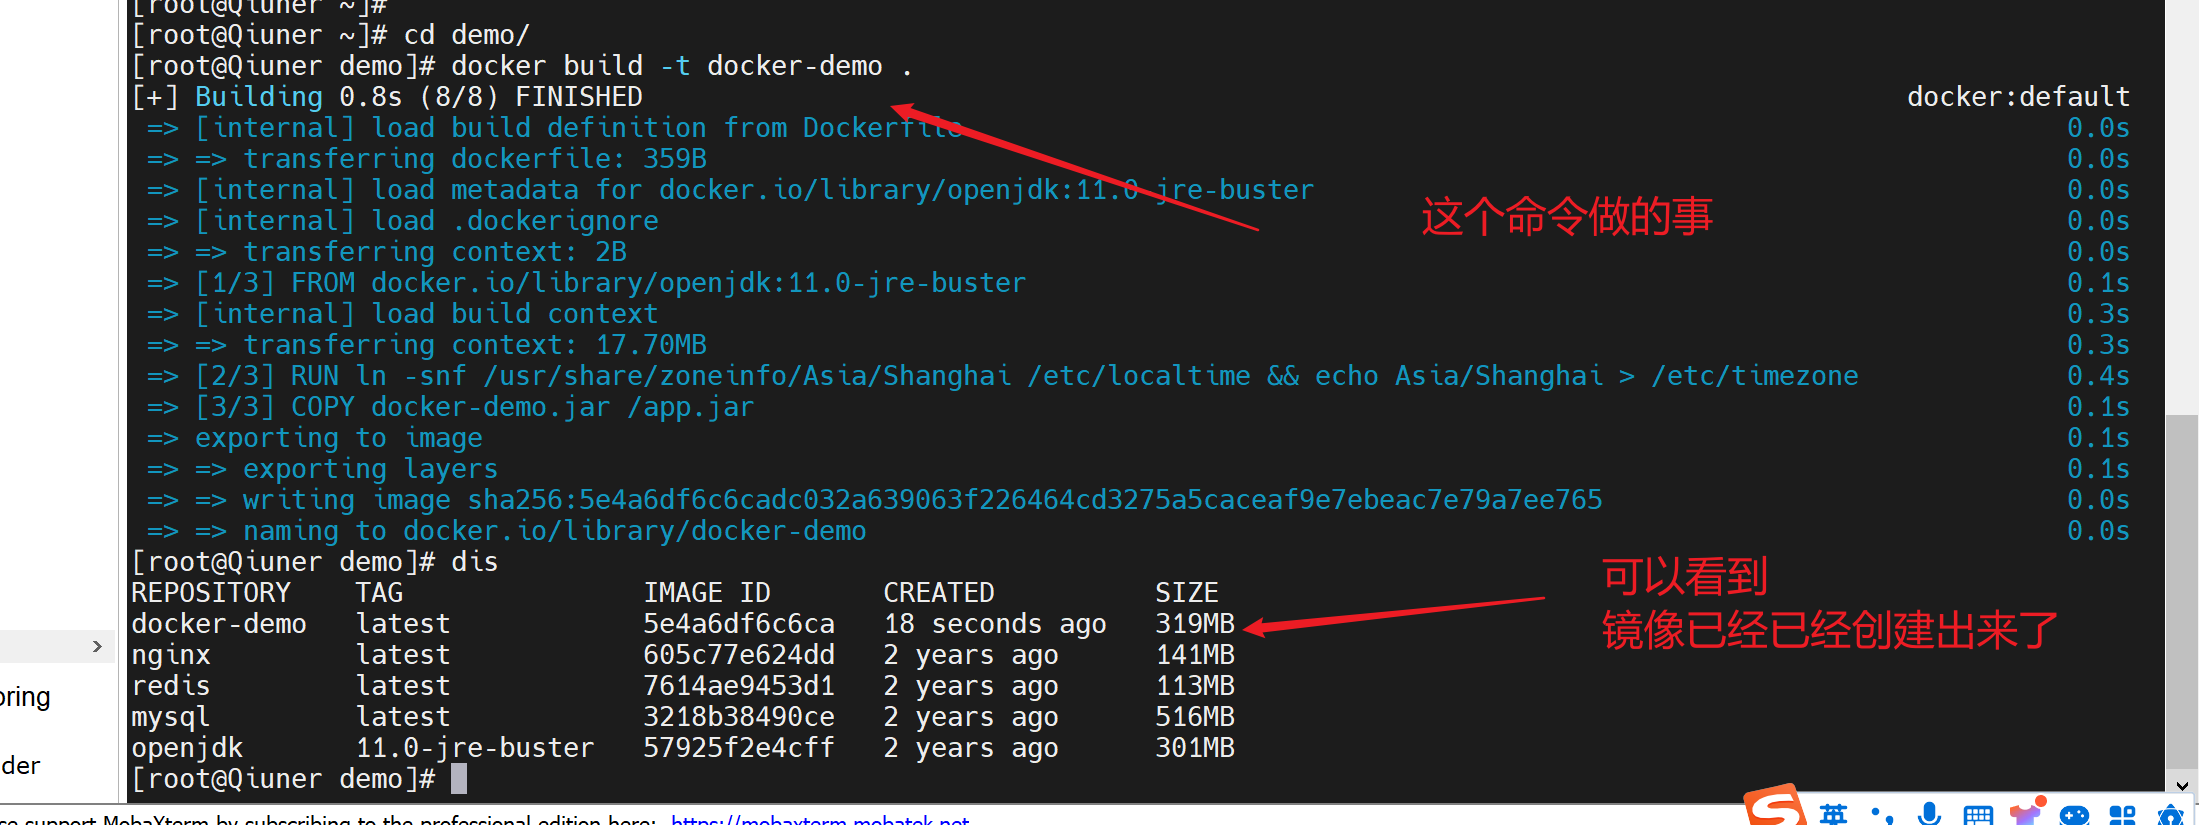 [root@Qiuner ~]#
[root@Qiuner ~]# cd demo/
[root@Qiuner demo]# docker build -t docker-demo .
[+] Building 0.8s (8/8) FINISHED docker:default
=> [internal] load build definition from Dockerfile 0.0s
=> => transferring dockerfile: 359B 0.0s
=> [internal] load metadata for docker.io/library/openjdk:11.0-jre-buster 0.0s
=> [internal] load .dockerignore 0.0s
=> => transferring context: 2B 0.0s
=> [1/3] FROM docker.io/library/openjdk:11.0-jre-buster 0.1s
=> [internal] load build context 0.3s
=> => transferring context: 17.70MB 0.3s
=> [2/3] RUN ln -snf /usr/share/zoneinfo/Asia/Shanghai /etc/localtime && echo Asia/Shanghai > /etc/timezone 0.4s
=> [3/3] COPY docker-demo.jar /app.jar 0.1s
=> exporting to image 0.1s
=> => exporting layers 0.1s
=> => writing image sha256:5e4a6df6c6cadc032a639063f226464cd3275a5caceaf9e7ebeac7e79a7ee765 0.0s
=> => naming to docker.io/library/docker-demo 0.0s
[root@Qiuner demo]# dis
REPOSITORY TAG IMAGE ID CREATED SIZE
docker-demo latest 5e4a6df6c6ca 18 seconds ago 319MB
nginx latest 605c77e624dd 2 years ago 141MB
redis latest 7614ae9453d1 2 years ago 113MB
mysql latest 3218b38490ce 2 years ago 516MB
openjdk 11.0-jre-buster 57925f2e4cff 2 years ago 301MB
[root@Qiuner demo]#
这个命令做的事
可以看到
镜像已经已经创建出来了
oring
der
support MobaXterm by subscribing to the professional edition here: https://mobaxterm.mobatek.net
英